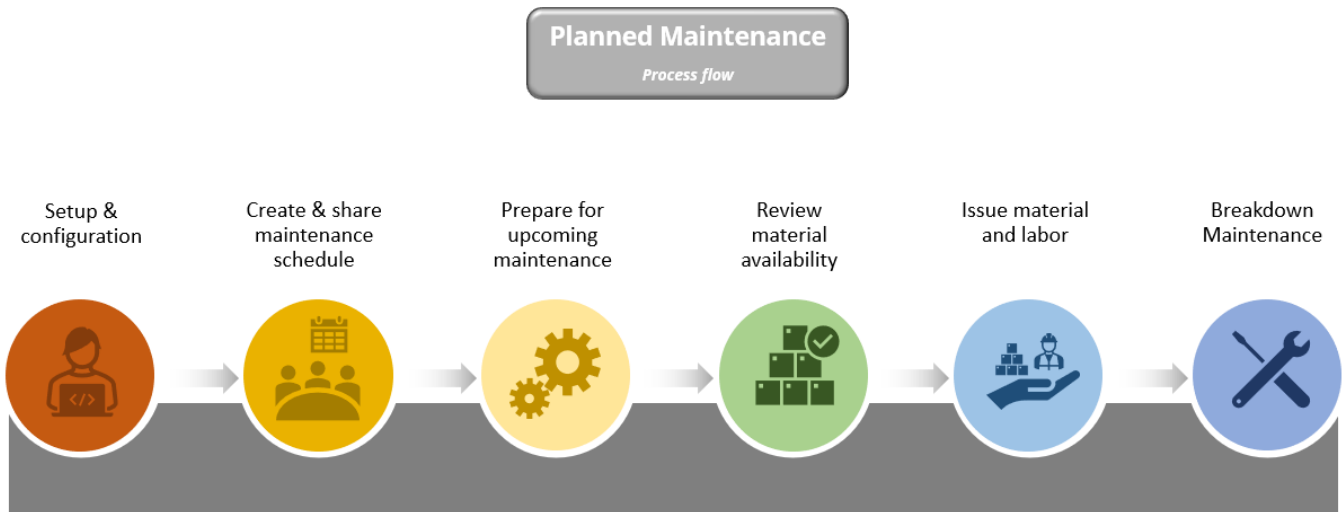 Planned Maintenance
Process flow
Setup &
configuration
Create & share
maintenance
schedule
Prepare for
upcoming
maintenance
Review
material
availability
Issue material
and labor
Breakdown
Maintenance
</>